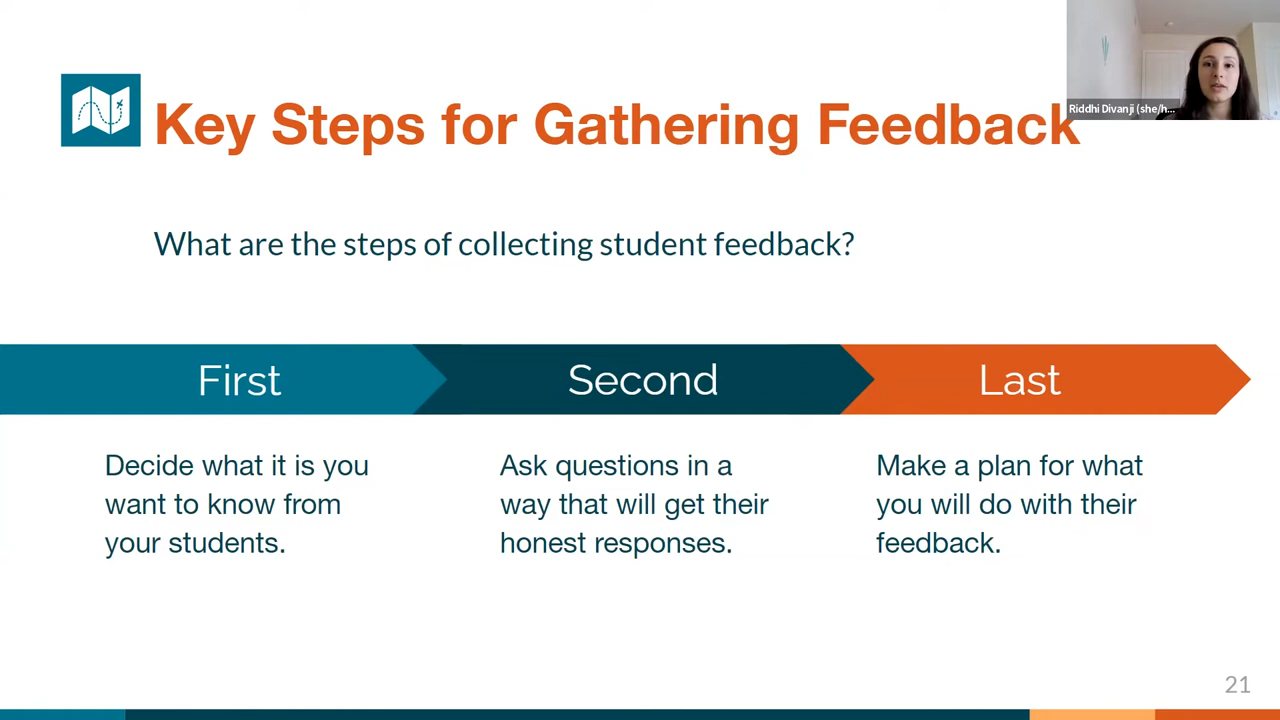 Riddhi Divanji (she/h...
Key Steps for Gathering Feedback
What are the steps of collecting student feedback?
First
Second
Last
Decide what it is you
want to know from
your students.
Ask questions in a
way that will get their
honest responses.
Make a plan for what
you will do with their
feedback.
21